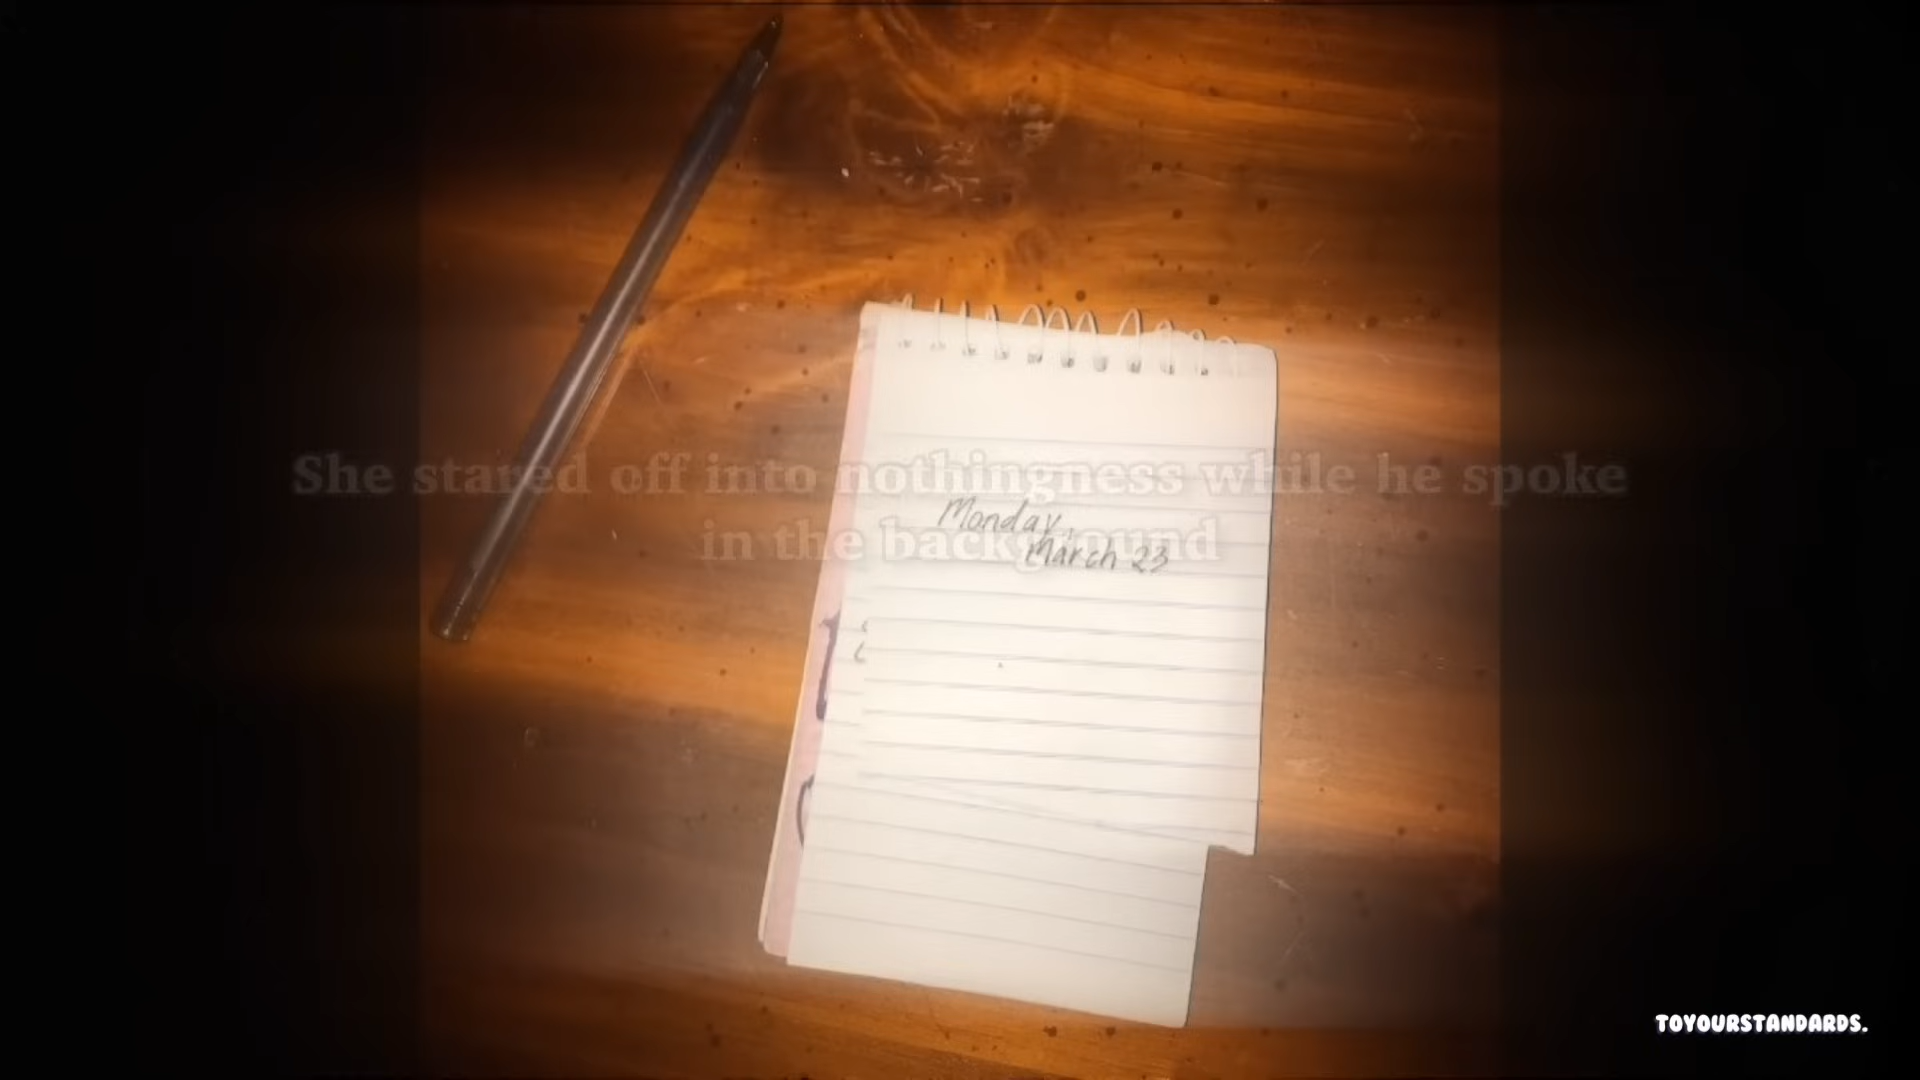 She stared off into nothingness while he spoke
in the background
Monday,
March 23
TOYOURSTANDARDS.